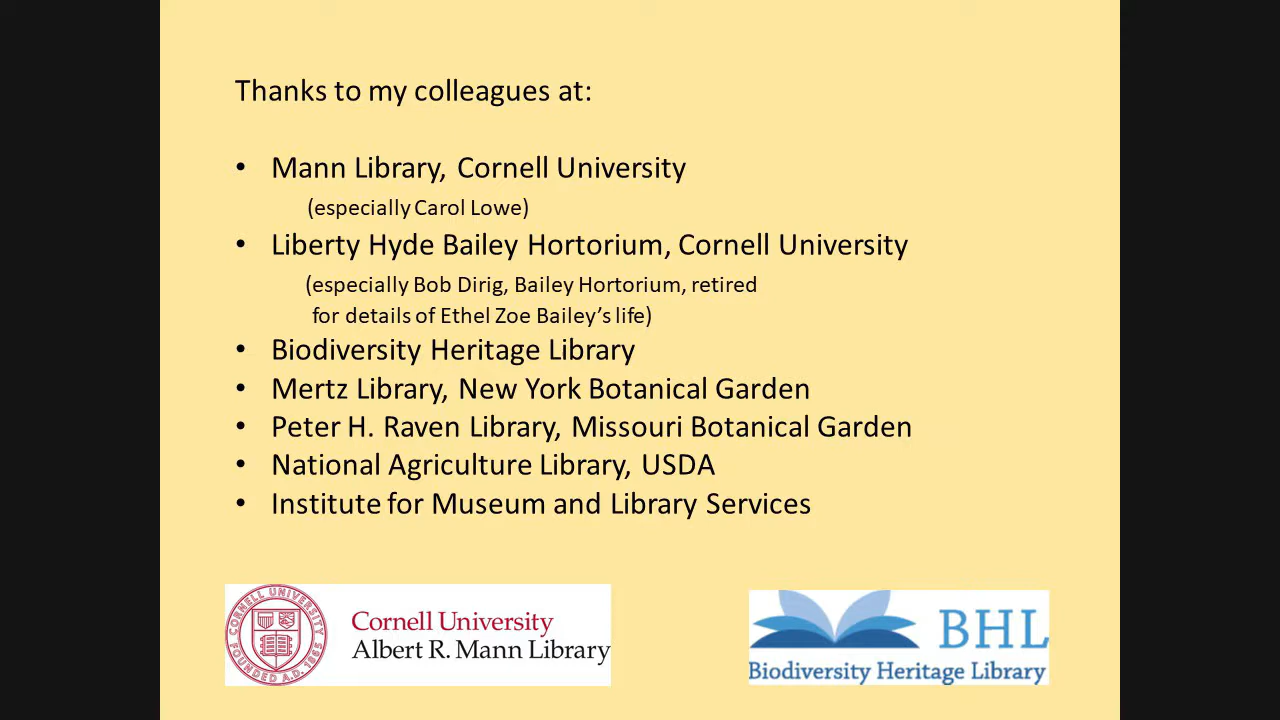 Thanks to my colleagues at:
• Mann Library, Cornell University
(especially Carol Lowe)
• Liberty Hyde Bailey Hortorium, Cornell University
(especially Bob Dirig, Bailey Hortorium, retired
for details of Ethel Zoe Bailey’s life)
• Biodiversity Heritage Library
• Mertz Library, New York Botanical Garden
• Peter H. Raven Library, Missouri Botanical Garden
• National Agriculture Library, USDA
• Institute for Museum and Library Services
CORNELL UNIVERSITY
FOUNDED A.D. 1865
Cornell University
Albert R. Mann Library
BHL
Biodiversity Heritage Library